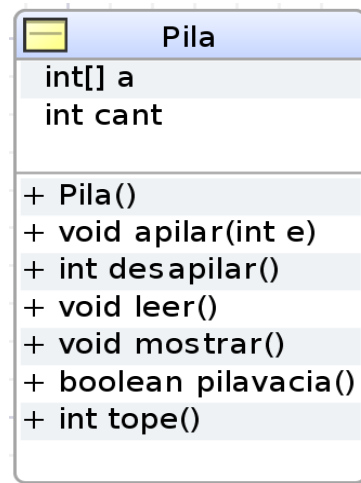 Pila
int[] a
int cant
+ Pila()
+ void apilar(int e)
+ int desapilar()
+ void leer()
+ void mostrar()
+ boolean pilavacia()
+ int tope()